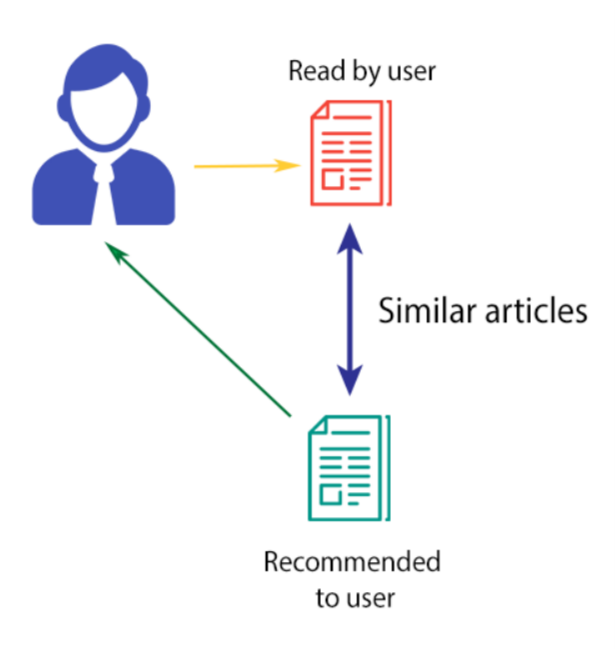 Read by user
Similar articles
Recommended
to user